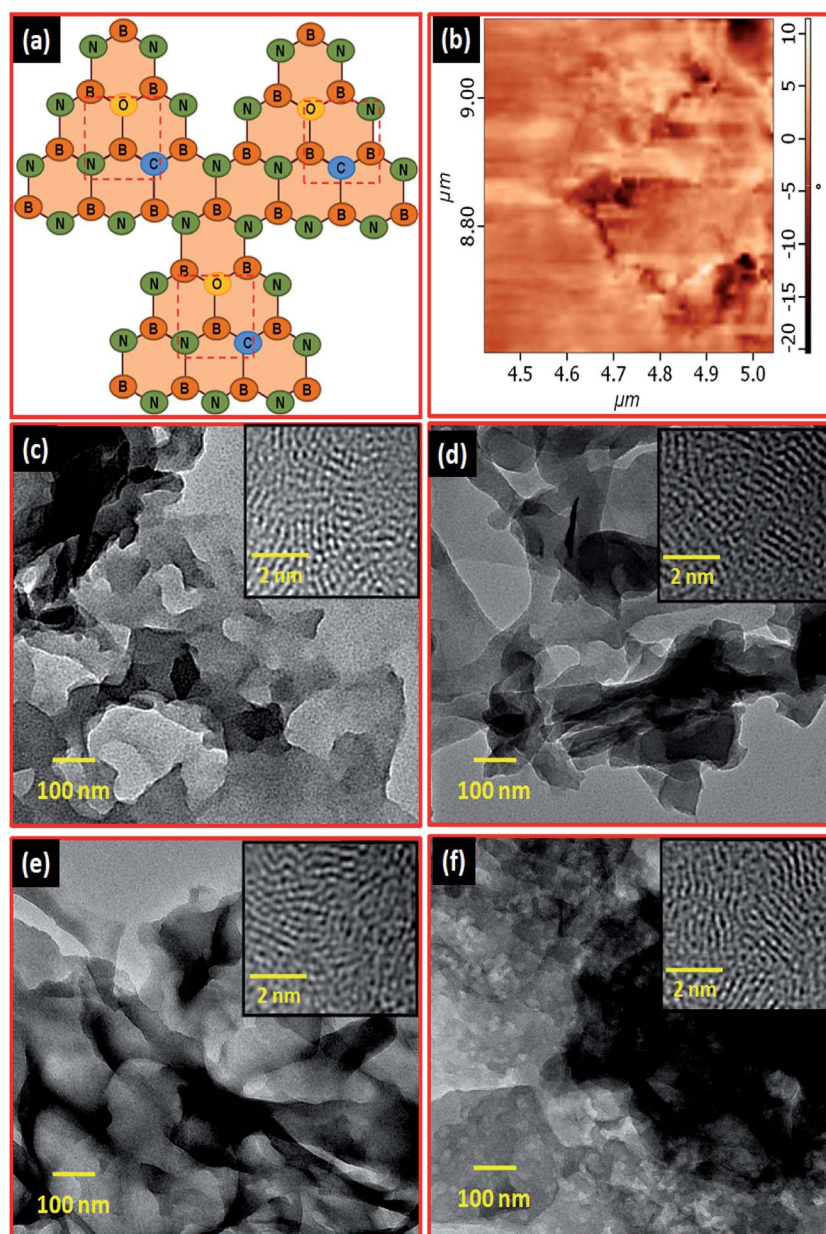 (a)
B B
N N N N
B B B B
N O N N O N
B B B B B B
N N C N N C N
B B B B B B B
N N N N N N
B B
N O N
B B B
N N C N
B B B B
N N N
(b)
9.00
8.80
µm
4.5 4.6 4.7 4.8 4.9 5.0
µm
10
5
0
-5
-10
-15
-20
°
(c)
2 nm
100 nm
(d)
2 nm
100 nm
(e)
2 nm
100 nm
(f)
2 nm
100 nm